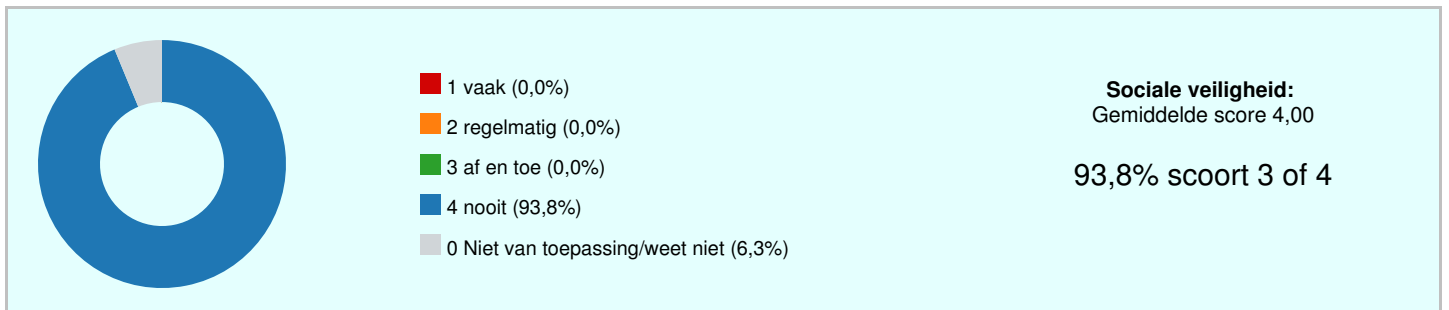 1 vaak (0,0%)
2 regelmatig (0,0%)
3 af en toe (0,0%)
4 nooit (93,8%)
0 Niet van toepassing/weet niet (6,3%)
Sociale veiligheid:
Gemiddelde score 4,00
93,8% scoort 3 of 4